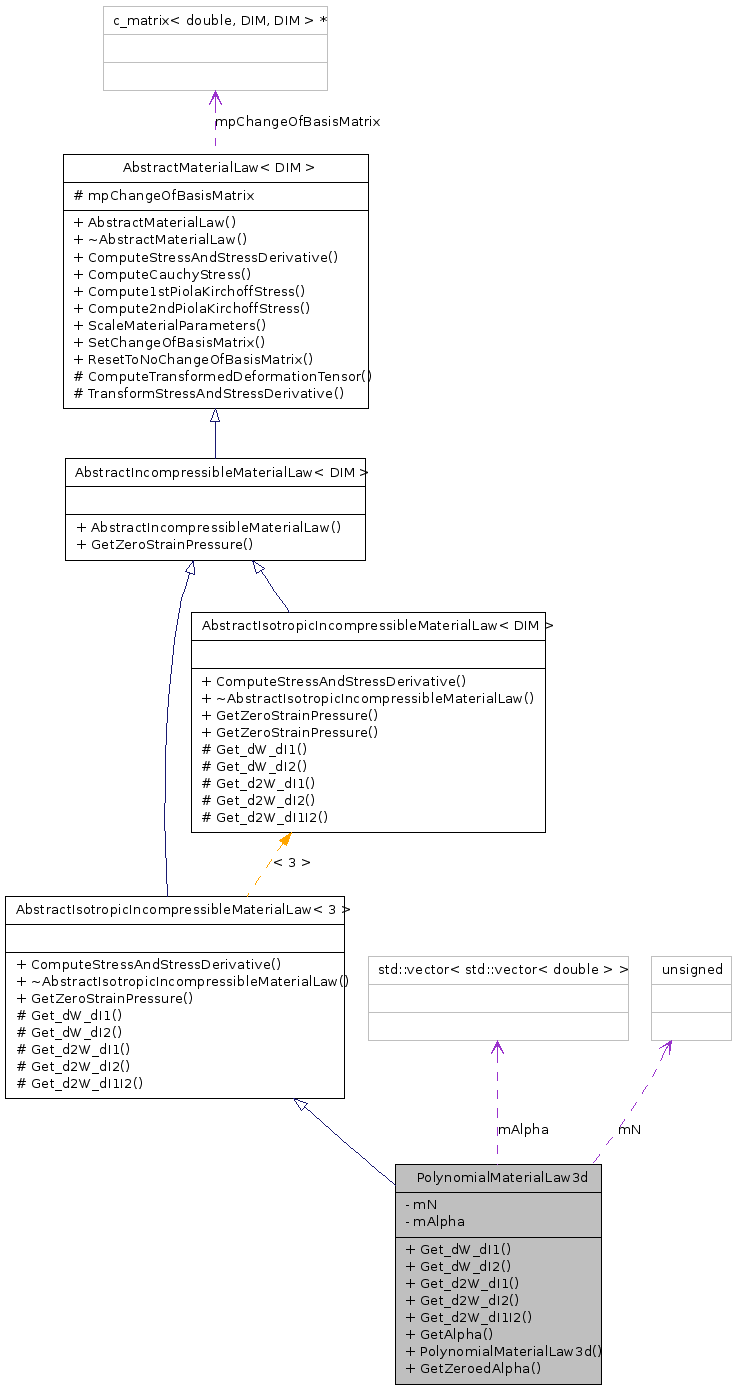 c_matrix< double, DIM, DIM > *
mpChangeOfBasisMatrix
AbstractMaterialLaw< DIM >
# mpChangeOfBasisMatrix
+ AbstractMaterialLaw()
+ ~AbstractMaterialLaw()
+ ComputeStressAndStressDerivative()
+ ComputeCauchyStress()
+ Compute1stPiolaKirchoffStress()
+ Compute2ndPiolaKirchoffStress()
+ ScaleMaterialParameters()
+ SetChangeOfBasisMatrix()
+ ResetToNoChangeOfBasisMatrix()
# ComputeTransformedDeformationTensor()
# TransformStressAndStressDerivative()
AbstractIncompressibleMaterialLaw< DIM >
+ AbstractIncompressibleMaterialLaw()
+ GetZeroStrainPressure()
AbstractIsotropicIncompressibleMaterialLaw< DIM >
+ ComputeStressAndStressDerivative()
+ ~AbstractIsotropicIncompressibleMaterialLaw()
+ GetZeroStrainPressure()
+ GetZeroStrainPressure()
# Get_dW_dI1()
# Get_dW_dI2()
# Get_d2W_dI1()
# Get_d2W_dI2()
# Get_d2W_dI1I2()
< 3 >
AbstractIsotropicIncompressibleMaterialLaw< 3 >
+ ComputeStressAndStressDerivative()
+ ~AbstractIsotropicIncompressibleMaterialLaw()
+ GetZeroStrainPressure()
# Get_dW_dI1()
# Get_dW_dI2()
# Get_d2W_dI1()
# Get_d2W_dI2()
# Get_d2W_dI1I2()
std::vector< std::vector< double > >
unsigned
mAlpha
mN
PolynomialMaterialLaw3d
- mN
- mAlpha
+ Get_dW_dI1()
+ Get_dW_dI2()
+ Get_d2W_dI1()
+ Get_d2W_dI2()
+ Get_d2W_dI1I2()
+ GetAlpha()
+ PolynomialMaterialLaw3d()
+ GetZeroedAlpha()